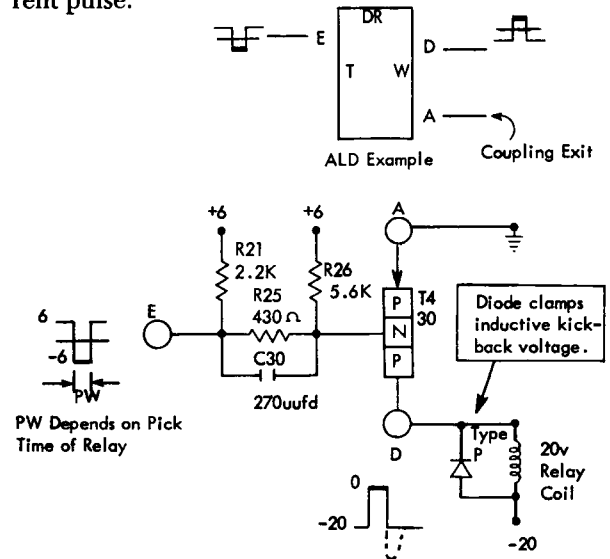 rent pulse.
DR
E
D
T
W
A
ALD Example
Coupling Exit
+6
+6
A
R21
2.2K
R26
5.6K
R25
430 Ω
E
6
-6
PW
C30
270uufd
P
N
P
T4
30
Diode clamps
inductive kick-
back voltage.
PW Depends on Pick
Time of Relay
D
Type
P
20v
Relay
Coil
0
-20
-20